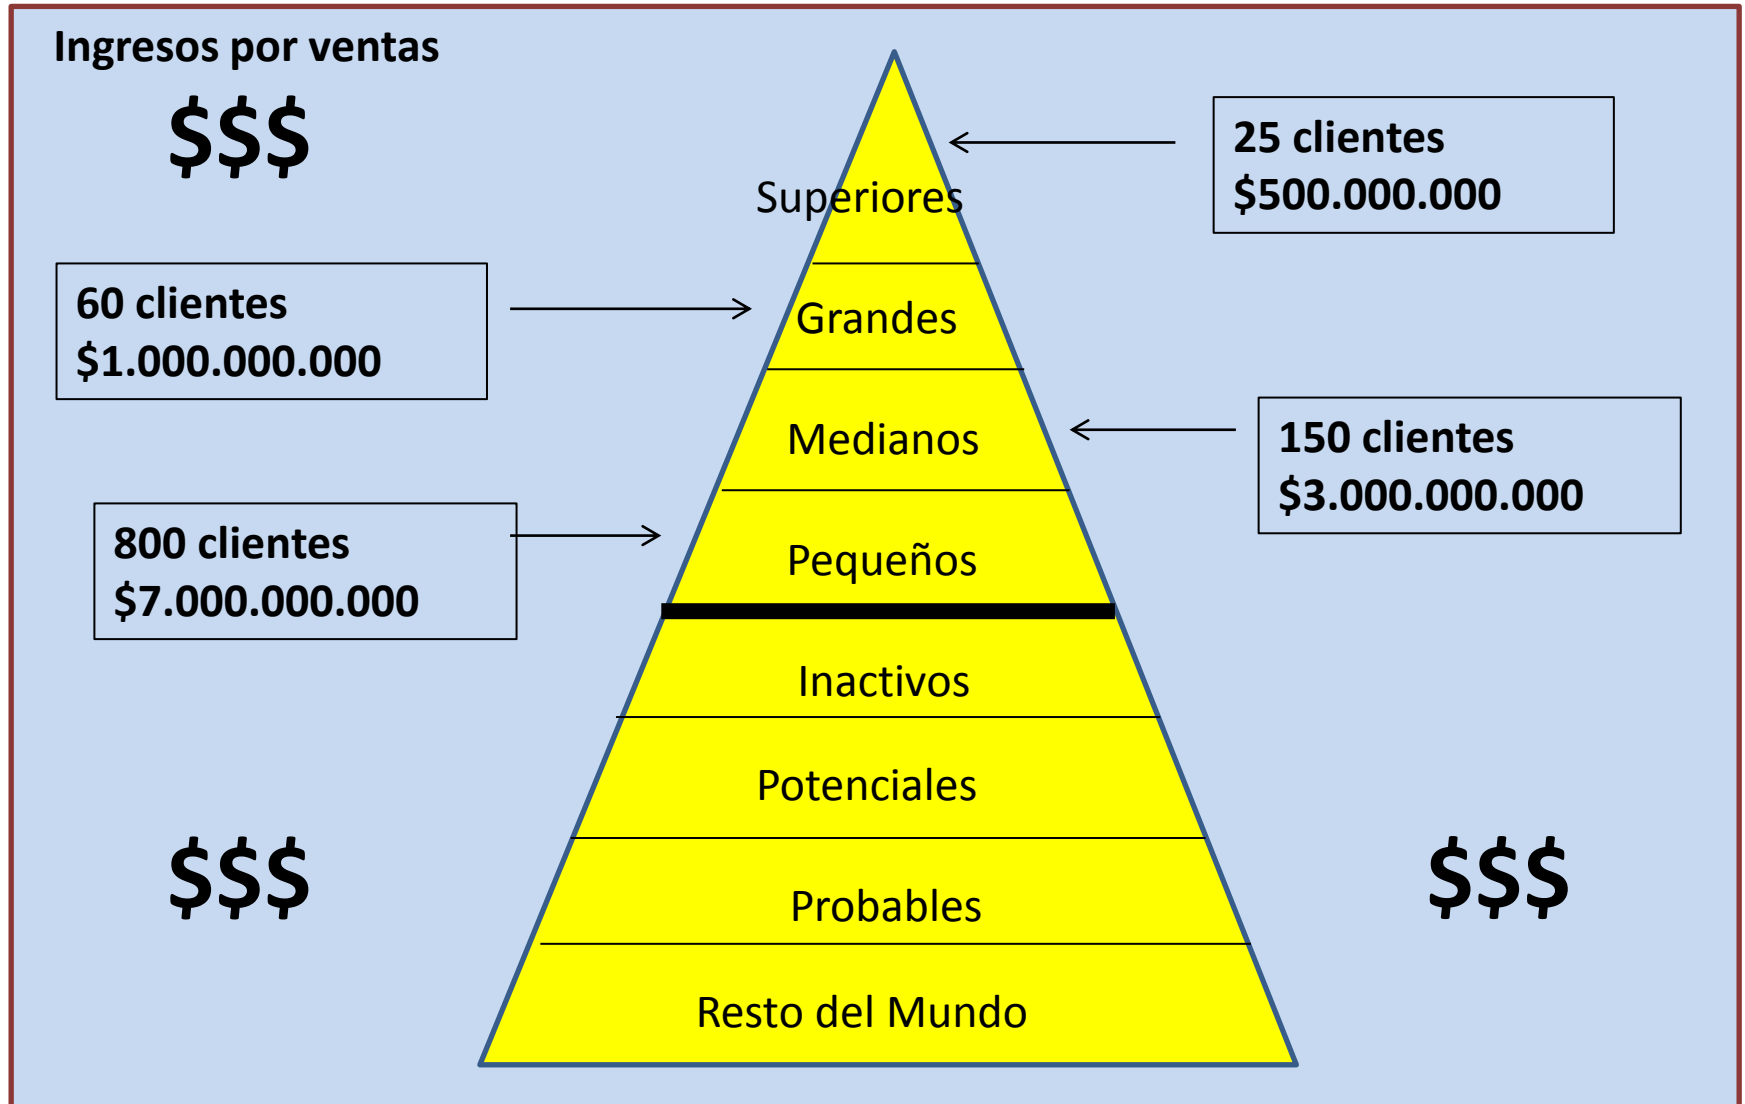 Ingresos por ventas
$$$
25 clientes
$500.000.000
Superiores
60 clientes
$1.000.000.000
Grandes
Medianos
150 clientes
$3.000.000.000
800 clientes
$7.000.000.000
Pequeños
Inactivos
Potenciales
$$$
$$$
Probables
Resto del Mundo